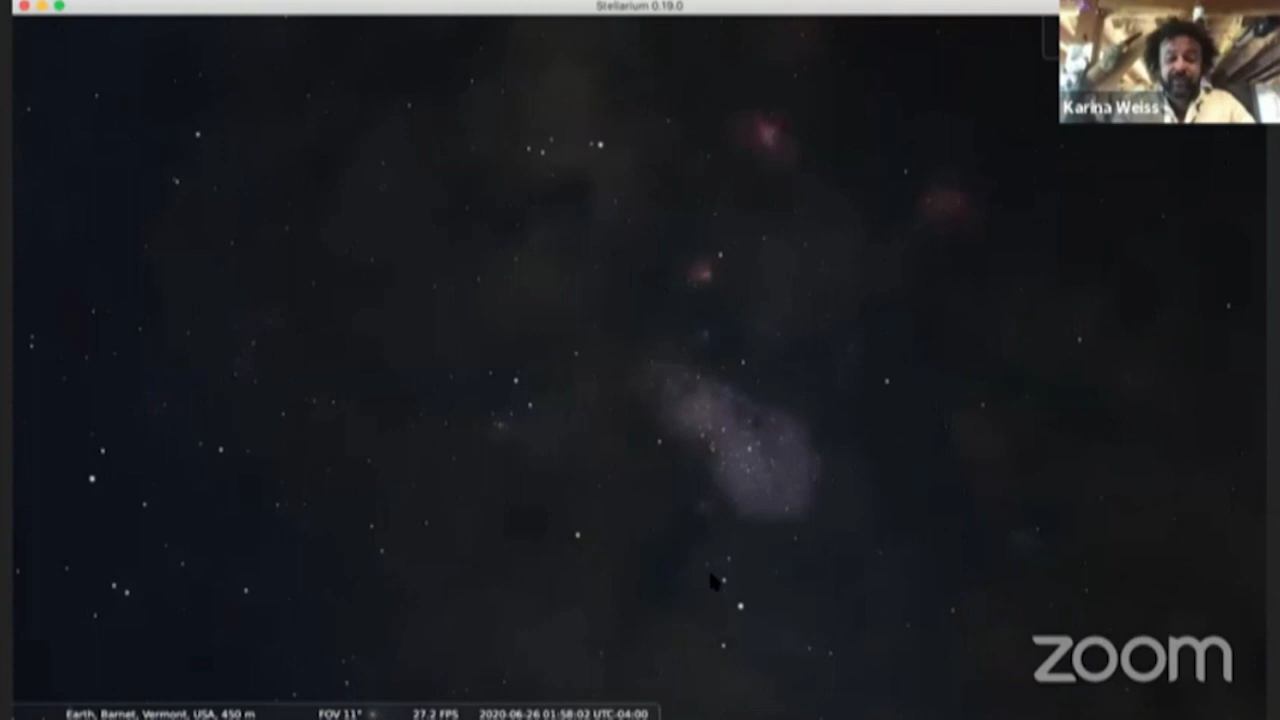 Stellarium 0.19.0
Karina Weiss
zoom
Earth, Barnet, Vermont, USA, 450 m FOV 11° 27.2 FPS 2020-06-26 01:58:02 UTC-04:00